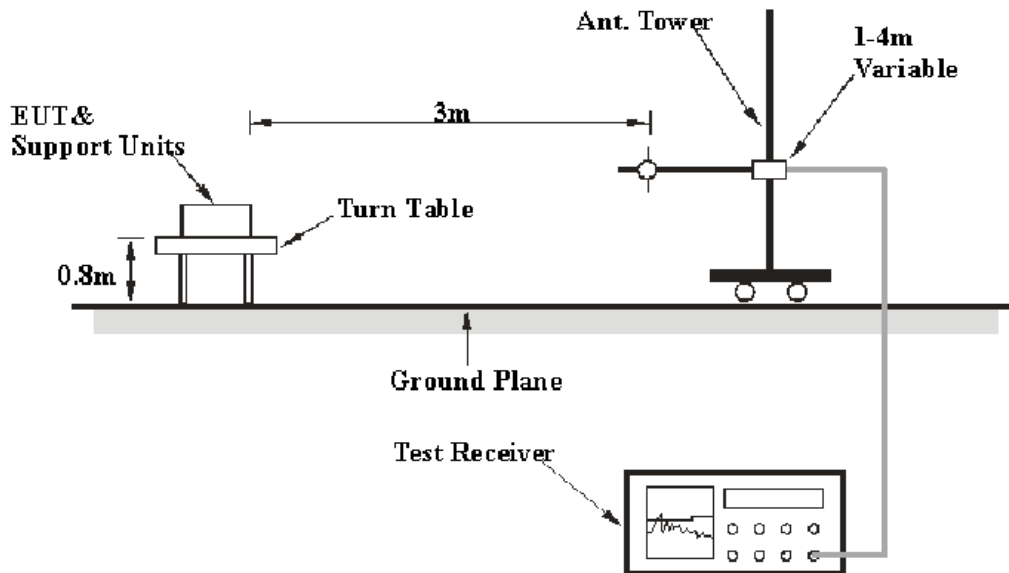 Ant. Tower
1-4m
Variable
EUT&
Support Units
3m
Turn Table
0.8m
Ground Plane
Test Receiver